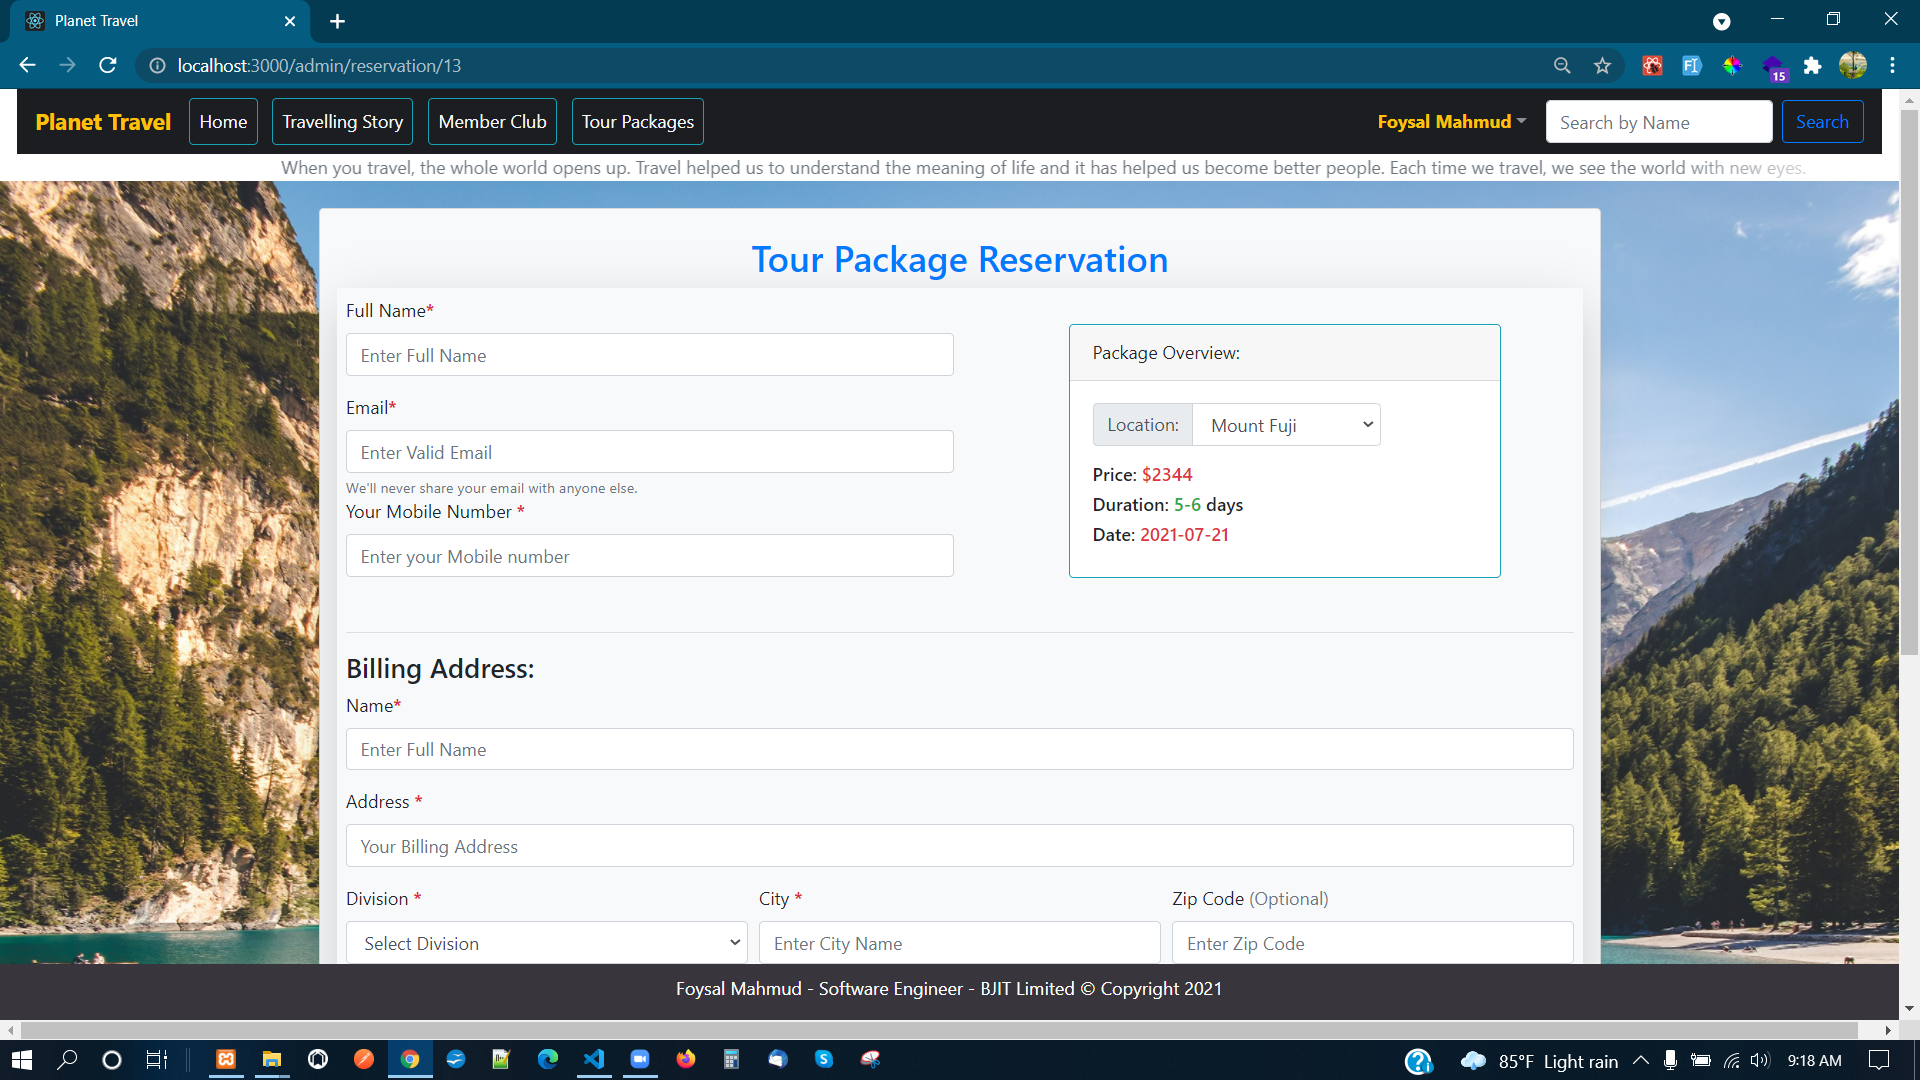 Planet Travel
localhost:3000/admin/reservation/13
15
Planet Travel
Home
Travelling Story
Member Club
Tour Packages
Foysal Mahmud
Search by Name
Search
When you travel, the whole world opens up. Travel helped us to understand the meaning of life and it has helped us become better people. Each time we travel, we see the world with new eyes.
Tour Package Reservation
Full Name*
Enter Full Name
Email*
Enter Valid Email
We'll never share your email with anyone else.
Your Mobile Number *
Enter your Mobile number
Package Overview:
Location: Mount Fuji
Price: $2344
Duration: 5-6 days
Date: 2021-07-21
Billing Address:
Name*
Enter Full Name
Address *
Your Billing Address
Division *
Select Division
City *
Enter City Name
Zip Code (Optional)
Enter Zip Code
Foysal Mahmud - Software Engineer - BJIT Limited © Copyright 2021
85°F Light rain
9:18 AM